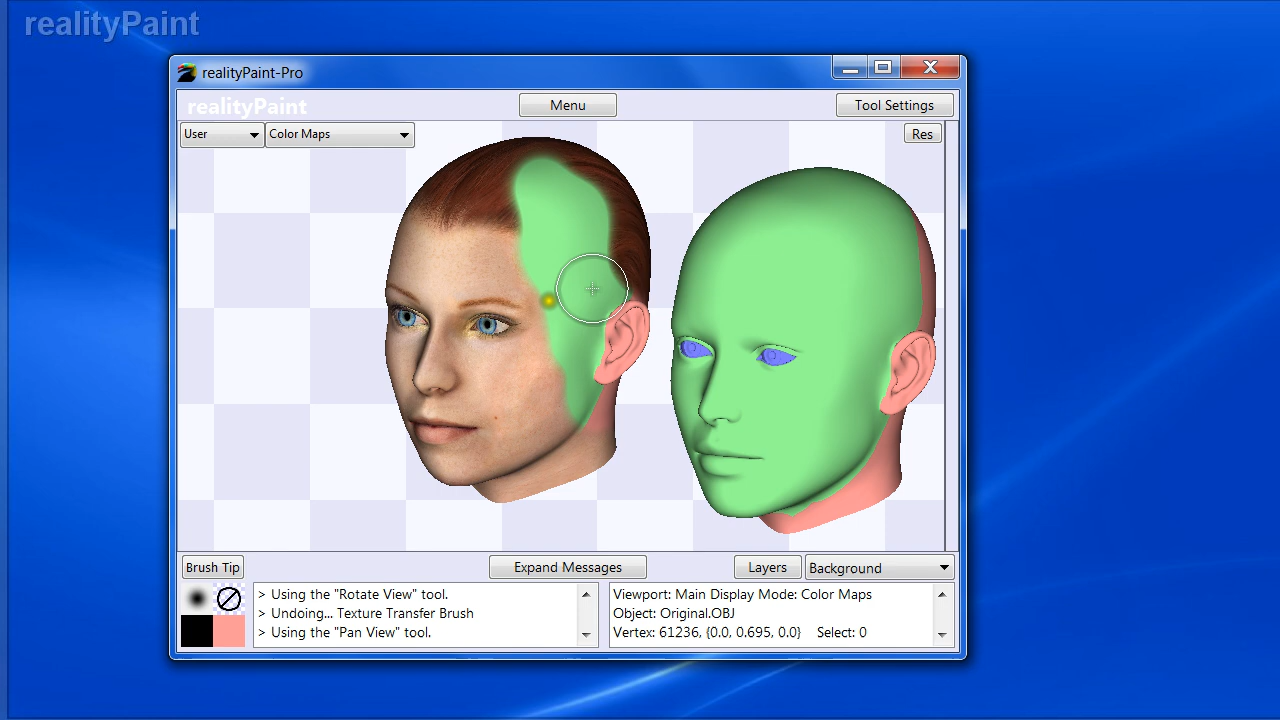 realityPaint
realityPaint-Pro
realityPaint
Menu
Tool Settings
User
Color Maps
Res
Brush Tip
Expand Messages
Layers
Background
> Using the "Rotate View" tool.
> Undoing... Texture Transfer Brush
> Using the "Pan View" tool.
Viewport: Main Display Mode: Color Maps
Object: Original.OBJ
Vertex: 61236, {0.0, 0.695, 0.0} Select: 0